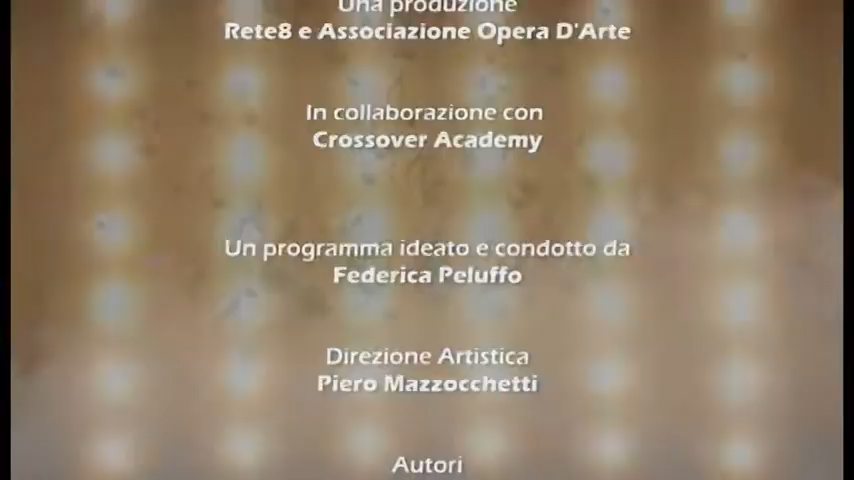 Una produzione
Rete8 e Associazione Opera D'Arte
In collaborazione con
Crossover Academy
Un programma ideato e condotto da
Federica Peluffo
Direzione Artistica
Piero Mazzocchetti
Autori